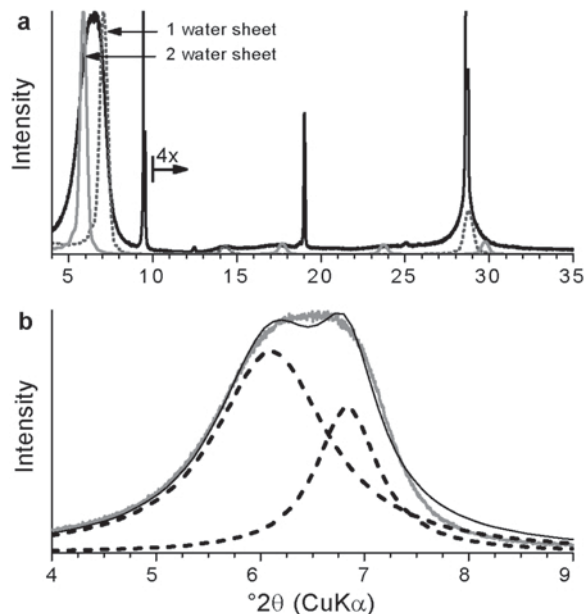 a
1 water sheet
2 water sheet
4x
Intensity
5 10 15 20 25 30 35
b
Intensity
4 5 6 7 8 9
°2θ (CuKα)